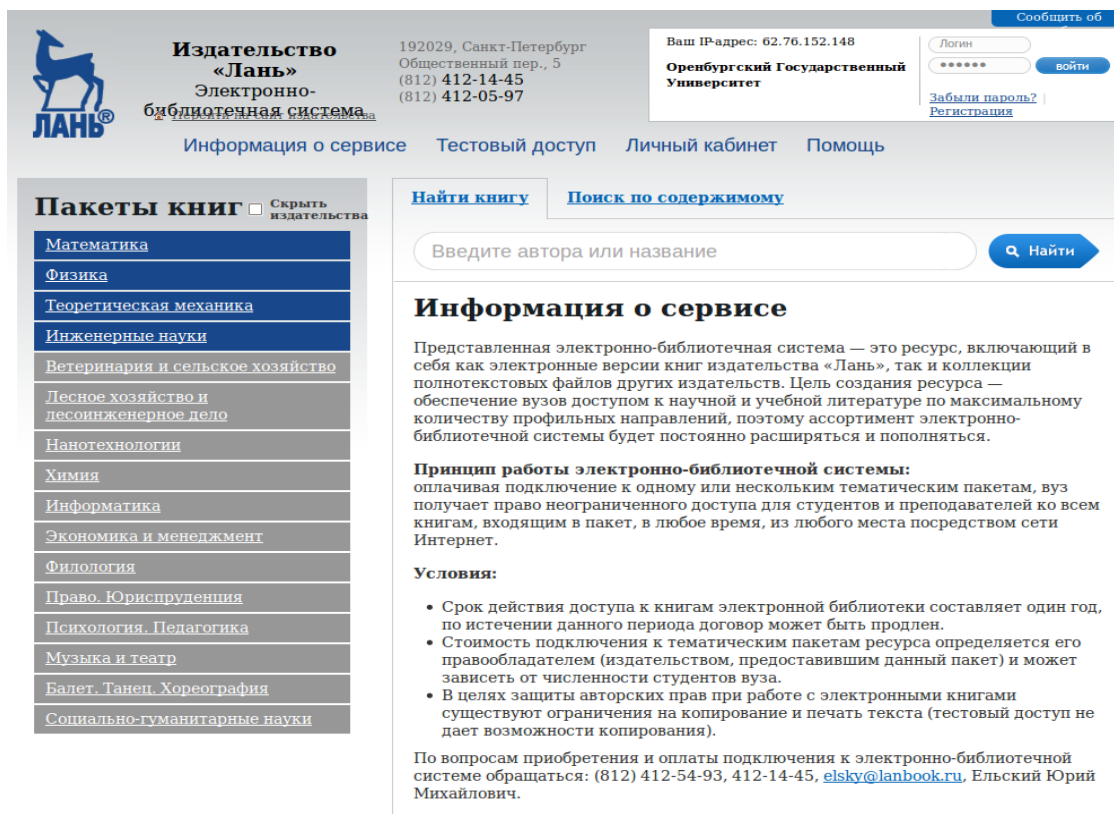 Сообщить об
Издательство
«Лань»
Электронно-
библиотечная система
Перейти на сайт издательства
ЛАНЬ®
192029, Санкт-Петербург
Общественный пер., 5
(812) 412-14-45
(812) 412-05-97
Ваш IP-адрес: 62.76.152.148
Оренбургский Государственный
Университет
Логин
••••••
войти
Забыли пароль? |
Регистрация
Информация о сервисе Тестовый доступ Личный кабинет Помощь
Пакеты книг
Скрыть
издательства
Математика
Физика
Теоретическая механика
Инженерные науки
Ветеринария и сельское хозяйство
Лесное хозяйство и
лесоинженерное дело
Нанотехнологии
Химия
Информатика
Экономика и менеджмент
Филология
Право. Юриспруденция
Психология. Педагогика
Музыка и театр
Балет. Танец. Хореография
Социально-гуманитарные науки
Найти книгу Поиск по содержимому
Введите автора или название
Найти
Информация о сервисе
Представленная электронно-библиотечная система — это ресурс, включающий в
себя как электронные версии книг издательства «Лань», так и коллекции
полнотекстовых файлов других издательств. Цель создания ресурса —
обеспечение вузов доступом к научной и учебной литературе по максимальному
количеству профильных направлений, поэтому ассортимент электронно-
библиотечной системы будет постоянно расширяться и пополняться.
Принцип работы электронно-библиотечной системы:
оплачивая подключение к одному или нескольким тематическим пакетам, вуз
получает право неограниченного доступа для студентов и преподавателей ко всем
книгам, входящим в пакет, в любое время, из любого места посредством сети
Интернет.
Условия:
• Срок действия доступа к книгам электронной библиотеки составляет один год,
по истечении данного периода договор может быть продлен.
• Стоимость подключения к тематическим пакетам ресурса определяется его
правообладателем (издательством, предоставившим данный пакет) и может
зависеть от численности студентов вуза.
• В целях защиты авторских прав при работе с электронными книгами
существуют ограничения на копирование и печать текста (тестовый доступ не
дает возможности копирования).
По вопросам приобретения и оплаты подключения к электронно-библиотечной
системе обращаться: (812) 412-54-93, 412-14-45, elsky@lanbook.ru, Ельский Юрий
Михайлович.